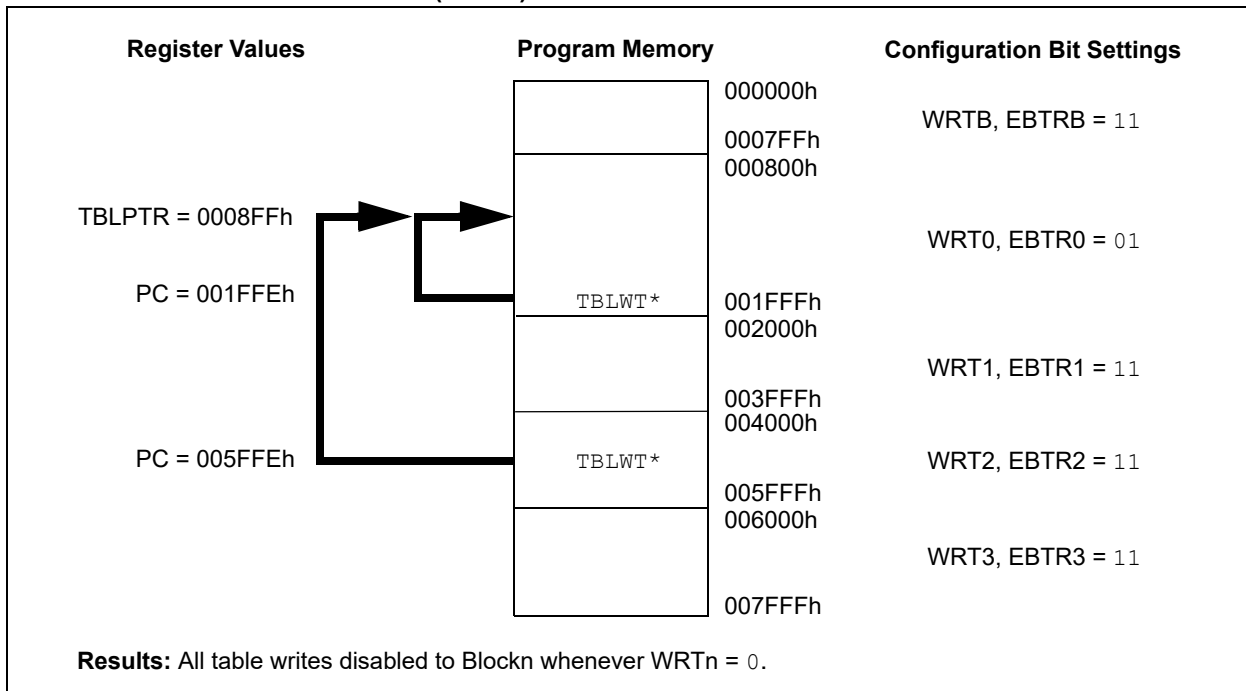 Register Values Program Memory Configuration Bit Settings
000000h
WRTB, EBTRB = 11
0007FFh
000800h
TBLPTR = 0008FFh
WRT0, EBTR0 = 01
PC = 001FFEh TBLWT* 001FFFh
002000h
WRT1, EBTR1 = 11
003FFFh
004000h
PC = 005FFEh TBLWT* WRT2, EBTR2 = 11
005FFFh
006000h
WRT3, EBTR3 = 11
007FFFh
Results: All table writes disabled to Blockn whenever WRTn = 0.